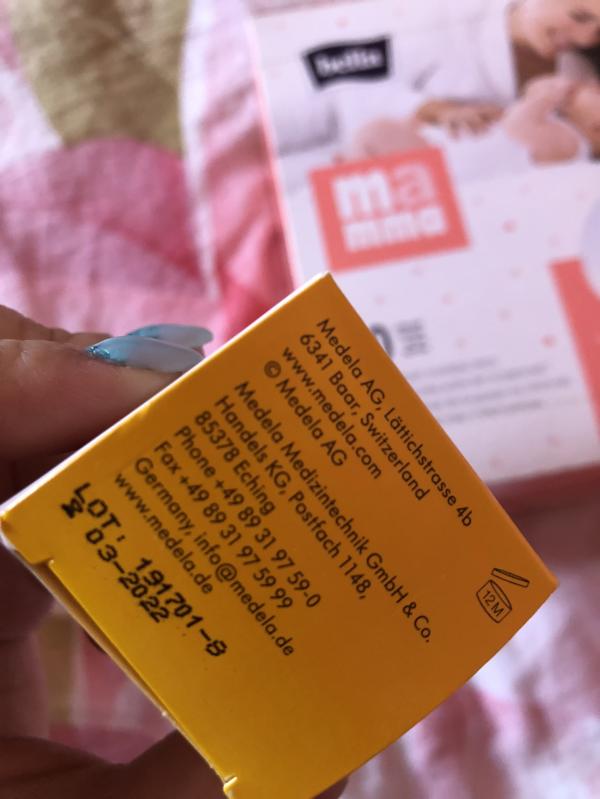 bella
ma
mma
Medela AG, Lättichstrasse 4b
6341 Baar, Switzerland
www.medela.com
© Medela AG
Medela Medizintechnik GmbH & Co.
Handels KG, Postfach 1148,
85378 Eching
Phone +49 89 31 97 59-0
Fax +49 89 31 97 59 99
Germany, info@medela.de
www.medela.de
LOT: 191701-8
03-2022
12M